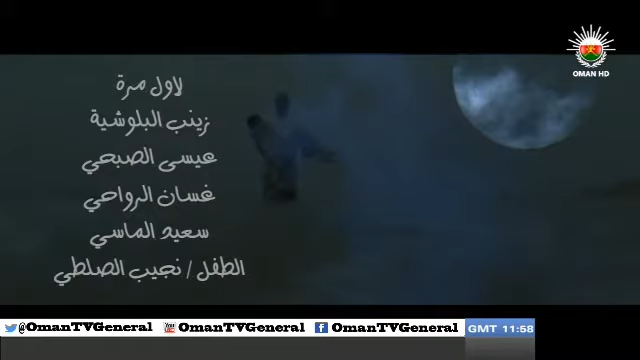 OMAN HD
لاول مرة
زينب البلوشية
عيسى الصبحي
غسان الرواحي
سعيد الماسي
الطفل / نجيب الصلطي
@OmanTVGeneral YouTube OmanTVGeneral f OmanTVGeneral GMT 11:58